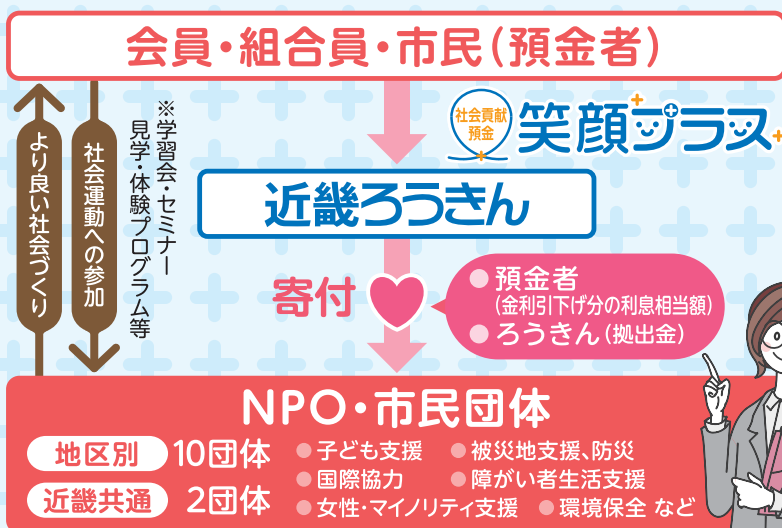 会員・組合員・市民(預金者)
社会貢献
預金
笑顔プラス
より良い社会づくり
社会運動への参加
※学習会・セミナー
見学・体験プログラム等
近畿ろうきん
寄付
● 預金者
(金利引下げ分の利息相当額)
● ろうきん(拠出金)
NPO・市民団体
地区別 10団体
近畿共通 2団体
● 子ども支援 ● 被災地支援、防災
● 国際協力 ● 障がい者生活支援
● 女性・マイノリティ支援 ● 環境保全 など